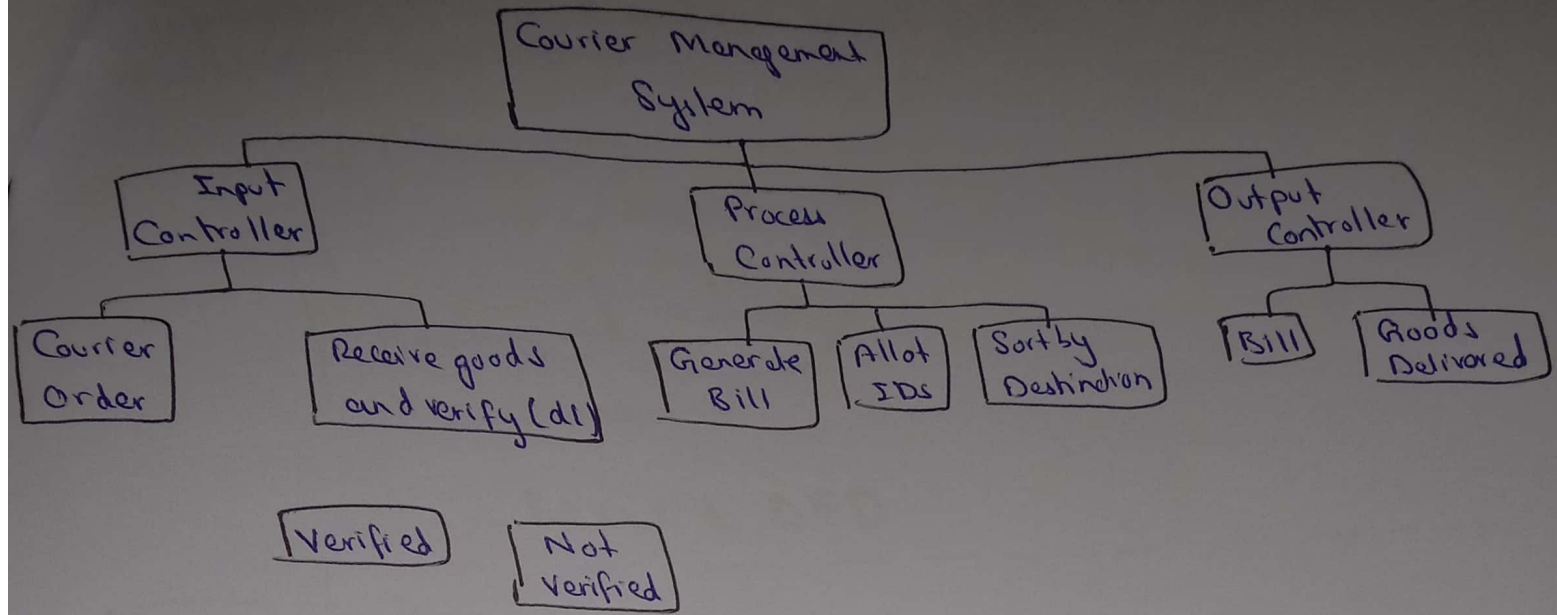 Courier Management
System
Input
Controller
Process
Controller
Output
Controller
Courier
Order
Receive goods
and verify (d1)
Generate
Bill
Allot
IDs
Sort by
Destination
Bill
Goods
Delivered
Verified
Not
Verified